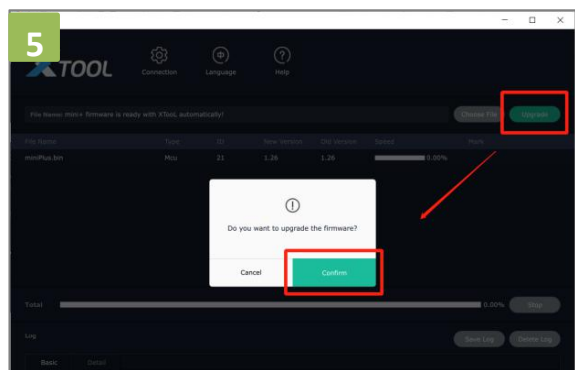 5
XTOOL
Connection
Language
Help
File Name: mini+ firmware is ready with XTooL automatically!
Choose File
Upgrade
File Name Type ID New Version Old Version Speed Mark
miniPlus.bin Mcu 21 1.26 1.26 0.00%
Do you want to upgrade the firmware?
Cancel Confirm
Total 0.00% Stop
Log Save Log Delete Log
Basic Detail